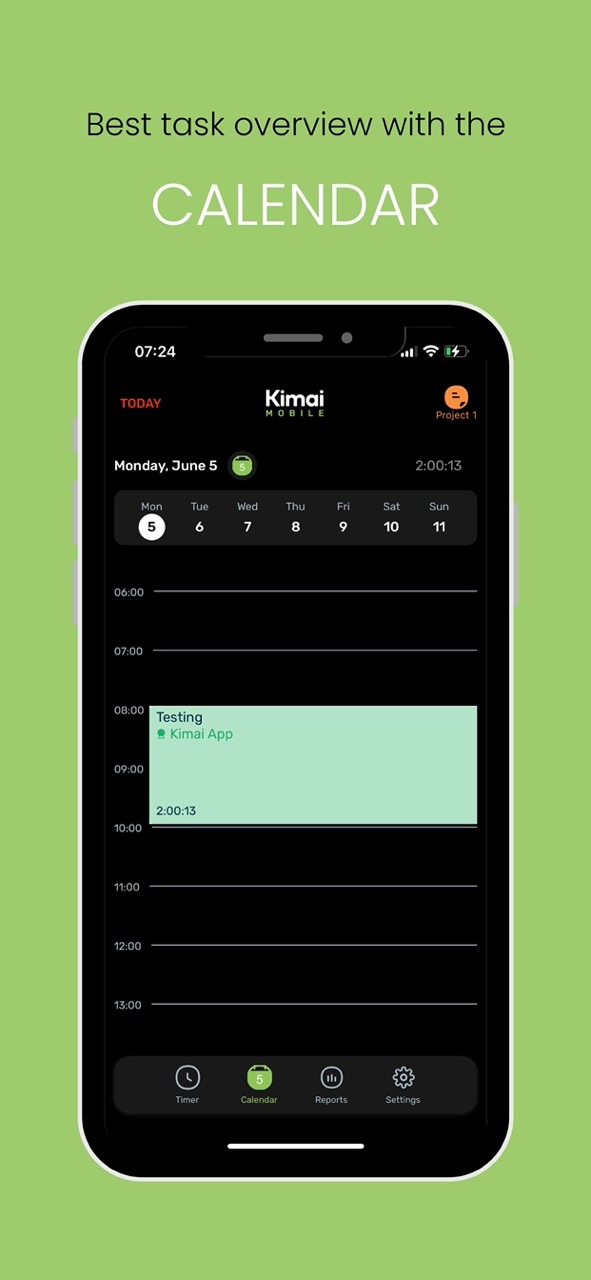 Best task overview with the
CALENDAR
07:24
TODAY
Kimai
MOBILE
Project 1
Monday, June 5
5
2:00:13
Mon Tue Wed Thu Fri Sat Sun
5 6 7 8 9 10 11
06:00
07:00
08:00
Testing
Kimai App
09:00
2:00:13
10:00
11:00
12:00
13:00
5
Timer Calendar Reports Settings